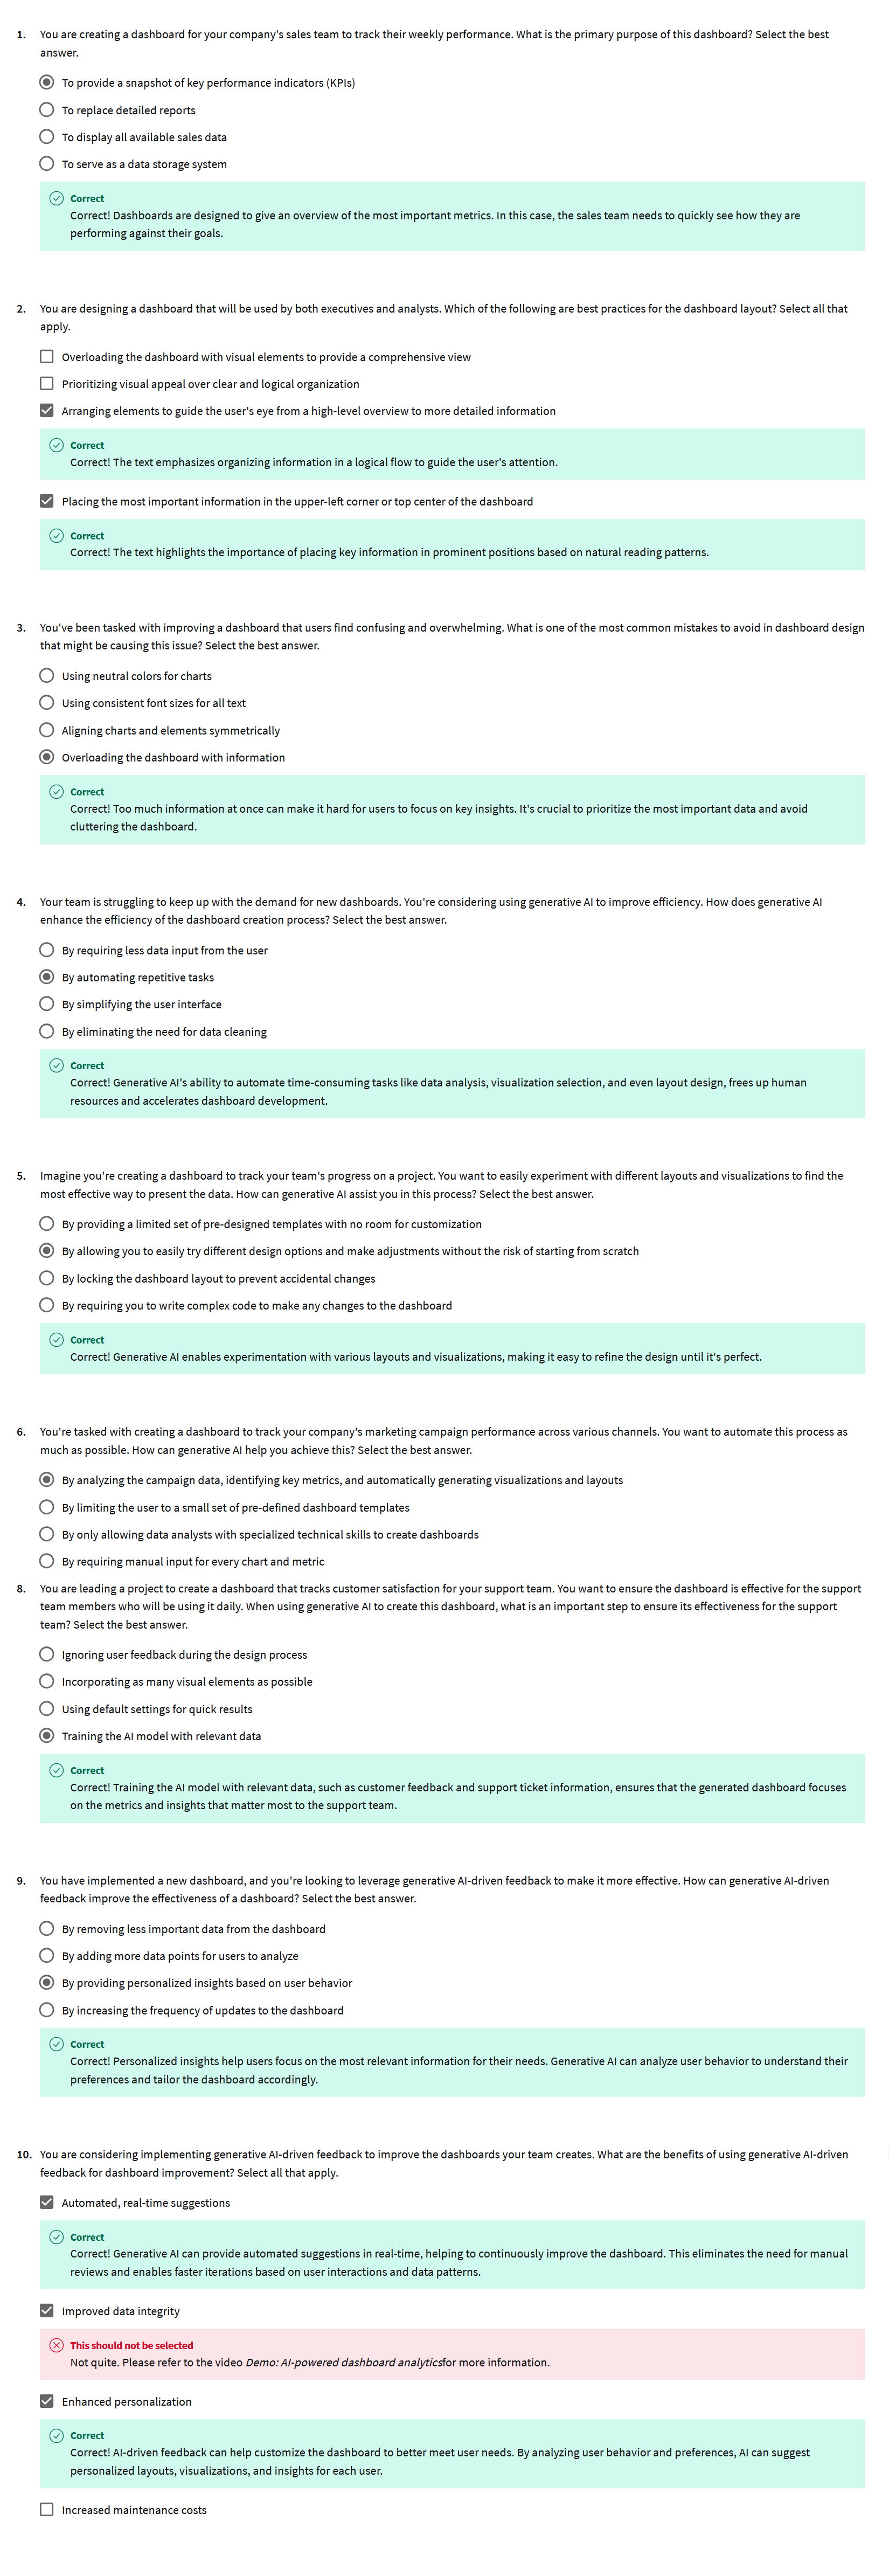 1. You are creating a dashboard for your company's sales team to track their weekly performance. What is the primary purpose of this dashboard? Select the best
answer.
To provide a snapshot of key performance indicators (KPIs)
To replace detailed reports
To display all available sales data
To serve as a data storage system
Correct
Correct! Dashboards are designed to give an overview of the most important metrics. In this case, the sales team needs to quickly see how they are
performing against their goals.
2. You are designing a dashboard that will be used by both executives and analysts. Which of the following are best practices for the dashboard layout? Select all that
apply.
Overloading the dashboard with visual elements to provide a comprehensive view
Prioritizing visual appeal over clear and logical organization
Arranging elements to guide the user's eye from a high-level overview to more detailed information
Correct
Correct! The text emphasizes organizing information in a logical flow to guide the user's attention.
Placing the most important information in the upper-left corner or top center of the dashboard
Correct
Correct! The text highlights the importance of placing key information in prominent positions based on natural reading patterns.
3. You've been tasked with improving a dashboard that users find confusing and overwhelming. What is one of the most common mistakes to avoid in dashboard design
that might be causing this issue? Select the best answer.
Using neutral colors for charts
Using consistent font sizes for all text
Aligning charts and elements symmetrically
Overloading the dashboard with information
Correct
Correct! Too much information at once can make it hard for users to focus on key insights. It's crucial to prioritize the most important data and avoid
cluttering the dashboard.
4. Your team is struggling to keep up with the demand for new dashboards. You're considering using generative AI to improve efficiency. How does generative AI
enhance the efficiency of the dashboard creation process? Select the best answer.
By requiring less data input from the user
By automating repetitive tasks
By simplifying the user interface
By eliminating the need for data cleaning
Correct
Correct! Generative AI's ability to automate time-consuming tasks like data analysis, visualization selection, and even layout design, frees up human
resources and accelerates dashboard development.
5. Imagine you're creating a dashboard to track your team's progress on a project. You want to easily experiment with different layouts and visualizations to find the
most effective way to present the data. How can generative AI assist you in this process? Select the best answer.
By providing a limited set of pre-designed templates with no room for customization
By allowing you to easily try different design options and make adjustments without the risk of starting from scratch
By locking the dashboard layout to prevent accidental changes
By requiring you to write complex code to make any changes to the dashboard
Correct
Correct! Generative AI enables experimentation with various layouts and visualizations, making it easy to refine the design until it's perfect.
6. You're tasked with creating a dashboard to track your company's marketing campaign performance across various channels. You want to automate this process as
much as possible. How can generative AI help you achieve this? Select the best answer.
By analyzing the campaign data, identifying key metrics, and automatically generating visualizations and layouts
By limiting the user to a small set of pre-defined dashboard templates
By only allowing data analysts with specialized technical skills to create dashboards
By requiring manual input for every chart and metric
8. You are leading a project to create a dashboard that tracks customer satisfaction for your support team. You want to ensure the dashboard is effective for the support
team members who will be using it daily. When using generative AI to create this dashboard, what is an important step to ensure its effectiveness for the support
team? Select the best answer.
Ignoring user feedback during the design process
Incorporating as many visual elements as possible
Using default settings for quick results
Training the AI model with relevant data
Correct
Correct! Training the AI model with relevant data, such as customer feedback and support ticket information, ensures that the generated dashboard focuses
on the metrics and insights that matter most to the support team.
9. You have implemented a new dashboard, and you're looking to leverage generative AI-driven feedback to make it more effective. How can generative AI-driven
feedback improve the effectiveness of a dashboard? Select the best answer.
By removing less important data from the dashboard
By adding more data points for users to analyze
By providing personalized insights based on user behavior
By increasing the frequency of updates to the dashboard
Correct
Correct! Personalized insights help users focus on the most relevant information for their needs. Generative AI can analyze user behavior to understand their
preferences and tailor the dashboard accordingly.
10. You are considering implementing generative AI-driven feedback to improve the dashboards your team creates. What are the benefits of using generative AI-driven
feedback for dashboard improvement? Select all that apply.
Automated, real-time suggestions
Correct
Correct! Generative AI can provide automated suggestions in real-time, helping to continuously improve the dashboard. This eliminates the need for manual
reviews and enables faster iterations based on user interactions and data patterns.
Improved data integrity
This should not be selected
Not quite. Please refer to the video Demo: AI-powered dashboard analyticsfor more information.
Enhanced personalization
Correct
Correct! AI-driven feedback can help customize the dashboard to better meet user needs. By analyzing user behavior and preferences, AI can suggest
personalized layouts, visualizations, and insights for each user.
Increased maintenance costs